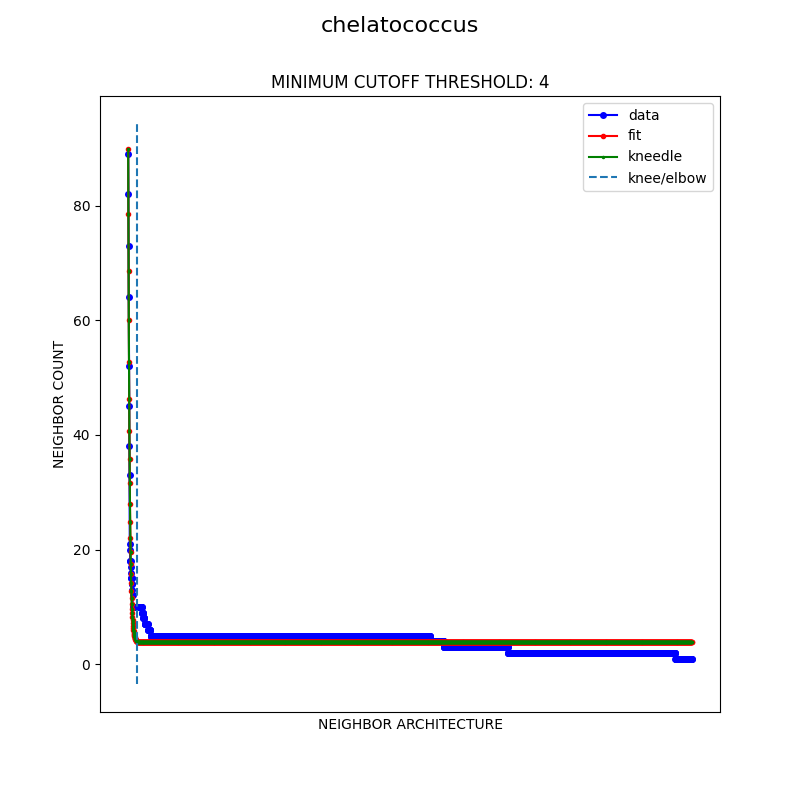 chelatococcus
MINIMUM CUTOFF THRESHOLD: 4
data
fit
kneedle
knee/elbow
80
60
40
20
0
NEIGHBOR COUNT
NEIGHBOR ARCHITECTURE